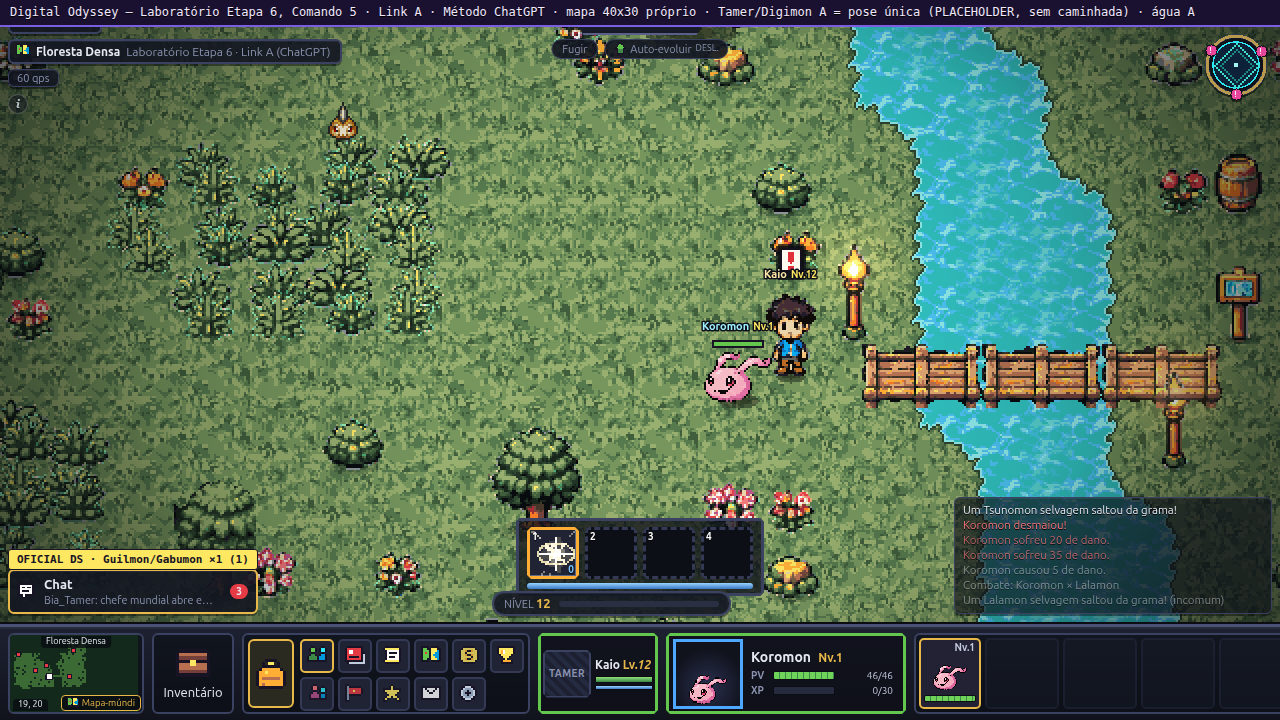 Digital Odyssey — Laboratório Etapa 6, Comando 5 · Link A · Método ChatGPT · mapa 40x30 próprio · Tamer/Digimon A = pose única (PLACEHOLDER, sem caminhada) · água A
Floresta Densa Laboratório Etapa 6 · Link A (ChatGPT)
Fugir
Auto-evoluir DESL.
60 qps
i
Kaio Nv.12
Koromon Nv.1
1 2 3 4
0
NÍVEL 12
OFICIAL DS · Guilmon/Gabumon ×1 (1)
Chat
Bia_Tamer: chefe mundial abre e…
3
Um Tsunomon selvagem saltou da grama!
Koromon desmaiou!
Koromon sofreu 20 de dano.
Koromon sofreu 35 de dano.
Koromon causou 5 de dano.
Combate: Koromon × Lalamon
Um Lalamon selvagem saltou da grama! (incomum)
Floresta Densa
19, 20
Mapa-múndi
Inventário
TAMER
Kaio Lv.12
Koromon Nv.1
PV 46/46
XP 0/30
Nv.1